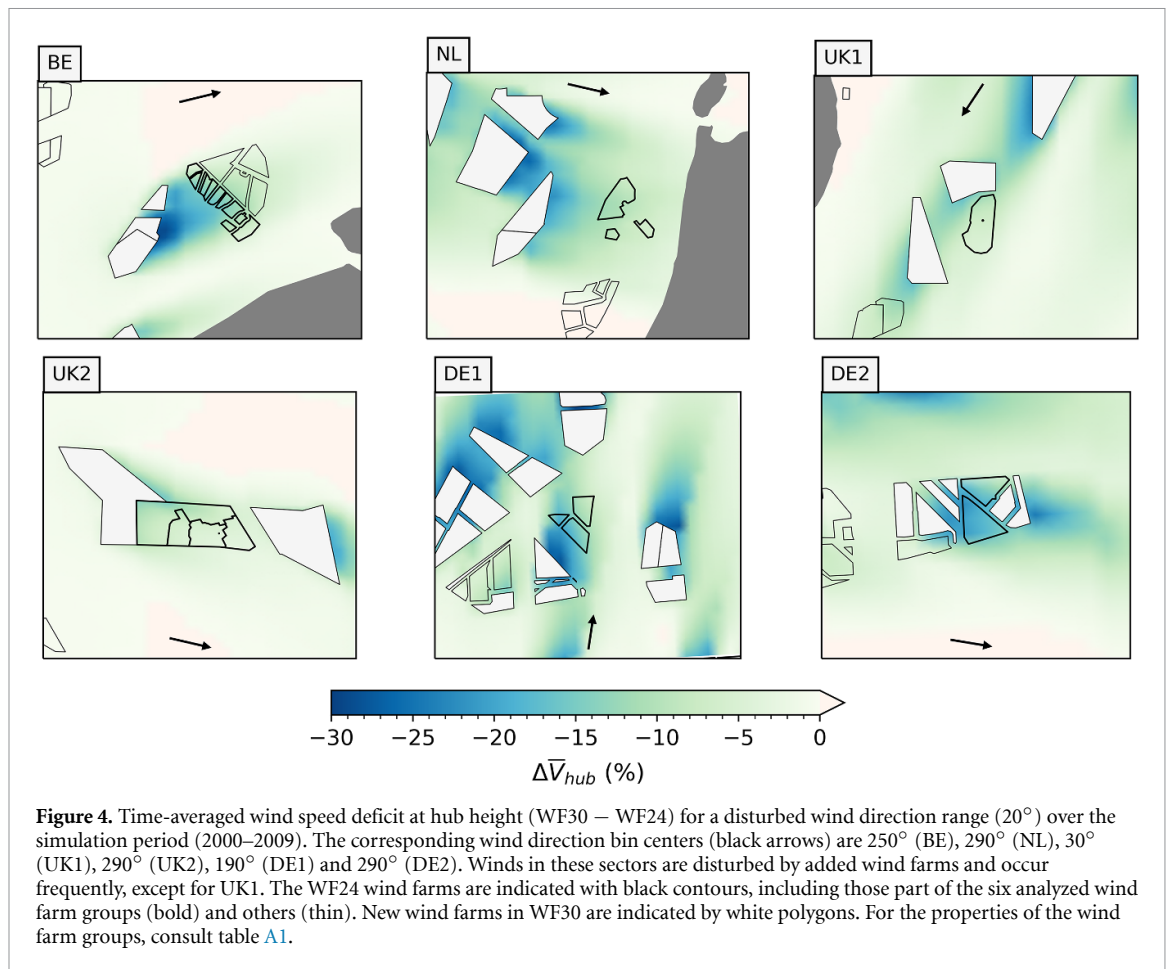 BE
NL
UK1
UK2
DE1
DE2
−30 −25 −20 −15 −10 −5 0
ΔV̅hub (%)
Figure 4. Time-averaged wind speed deficit at hub height (WF30 − WF24) for a disturbed wind direction range (20°) over the
simulation period (2000–2009). The corresponding wind direction bin centers (black arrows) are 250° (BE), 290° (NL), 30°
(UK1), 290° (UK2), 190° (DE1) and 290° (DE2). Winds in these sectors are disturbed by added wind farms and occur
frequently, except for UK1. The WF24 wind farms are indicated with black contours, including those part of the six analyzed wind
farm groups (bold) and others (thin). New wind farms in WF30 are indicated by white polygons. For the properties of the wind
farm groups, consult table A1.